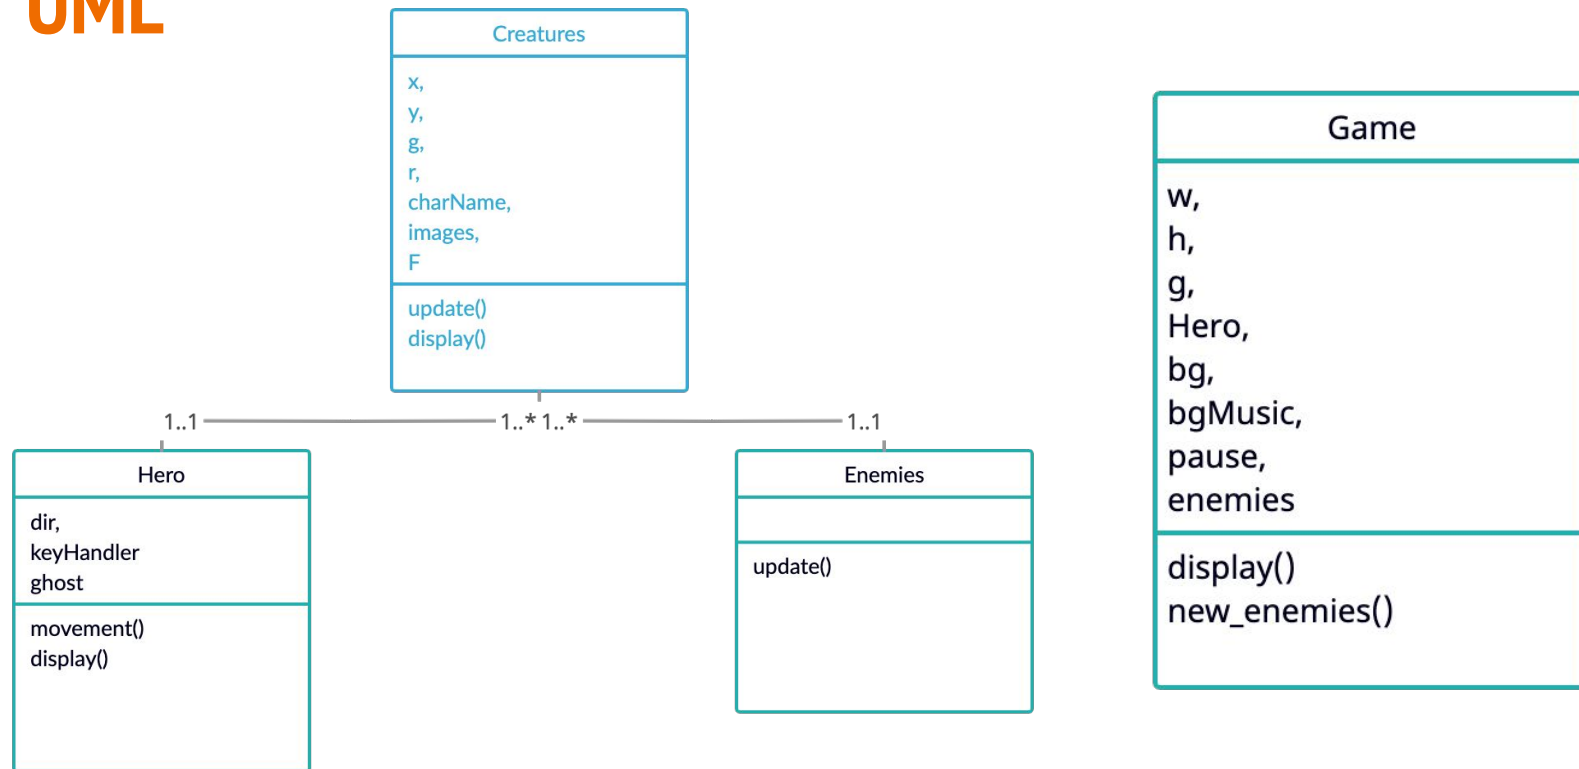 UML
Creatures
x,
y,
g,
r,
charName,
images,
F
update()
display()
1..1
1..* 1..*
1..1
Hero
dir,
keyHandler
ghost
movement()
display()
Enemies
update()
Game
w,
h,
g,
Hero,
bg,
bgMusic,
pause,
enemies
display()
new_enemies()